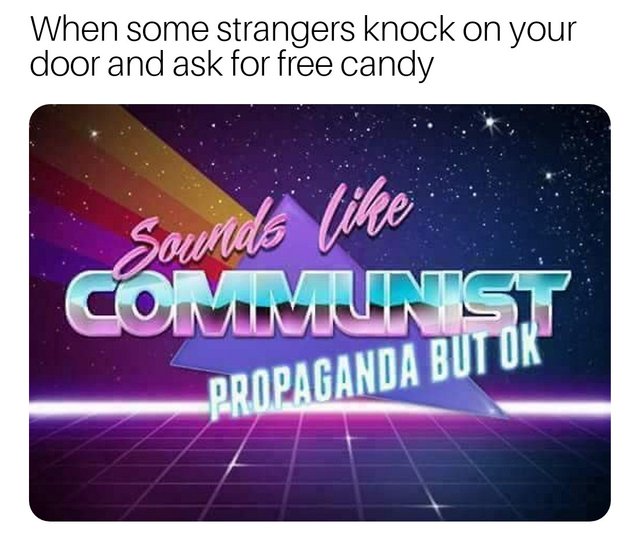 When some strangers knock on your
door and ask for free candy
Sounds like
COMMUNIST
PROPAGANDA BUT OK